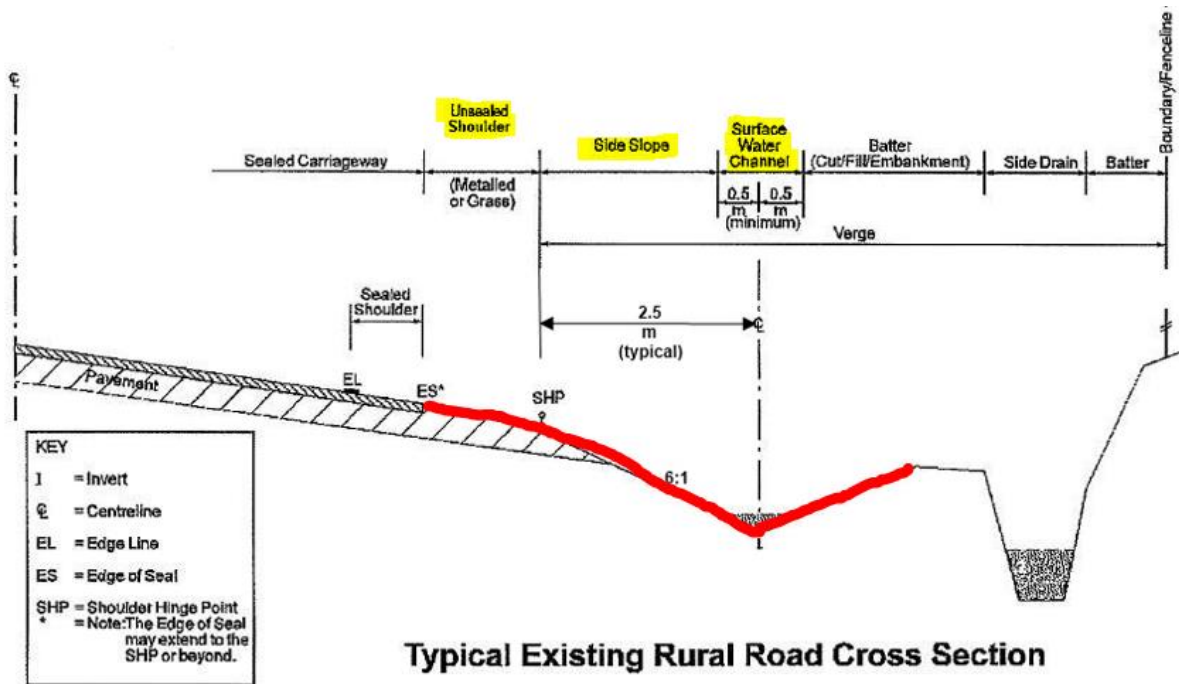 ℄
Unsealed
Shoulder
Side Slope
Surface
Water
Channel
Sealed Carriageway
(Metalled
or Grass)
Batter
(Cut/Fill/Embankment)
Side Drain
Batter
Boundary/Fenceline
0.5
m
0.5
m
(minimum)
Verge
Sealed
Shoulder
2.5
m
(typical)
℄
Pavement
EL
ES*
SHP
6:1
I
KEY
I = Invert
℄ = Centreline
EL = Edge Line
ES = Edge of Seal
SHP = Shoulder Hinge Point
* = Note:The Edge of Seal
may extend to the
SHP or beyond.
Typical Existing Rural Road Cross Section